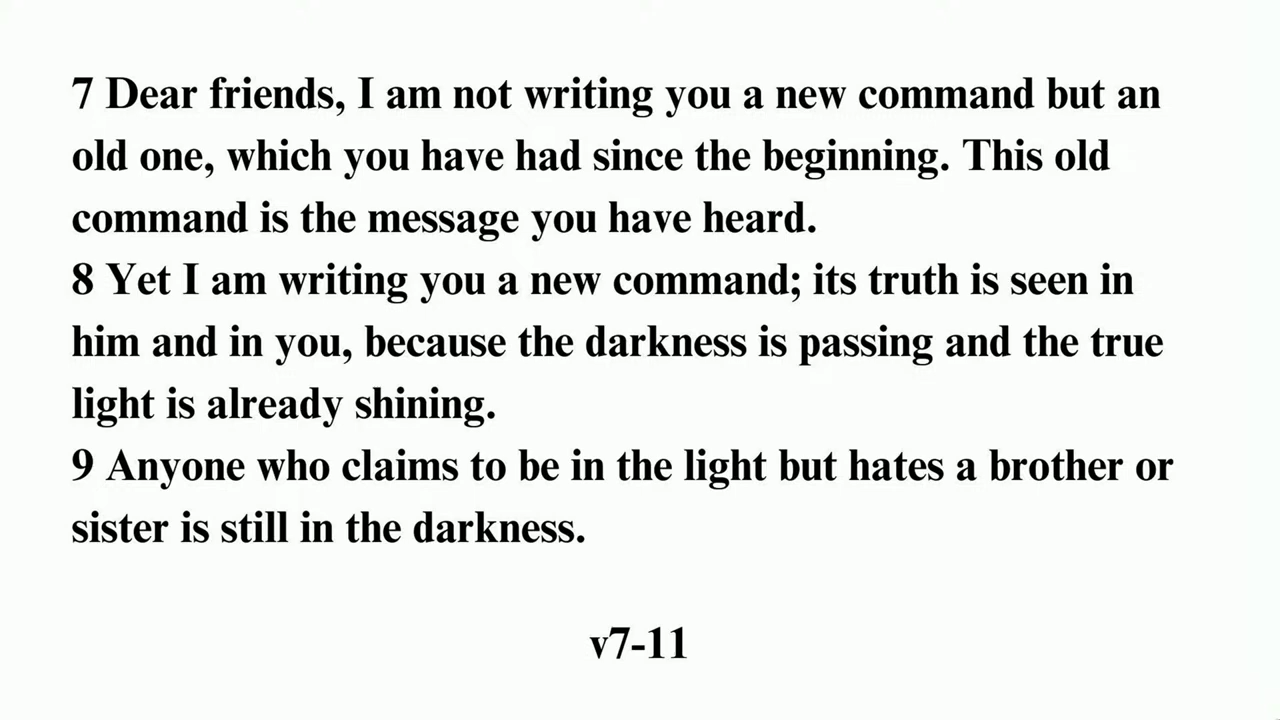 7 Dear friends, I am not writing you a new command but an
old one, which you have had since the beginning. This old
command is the message you have heard.
8 Yet I am writing you a new command; its truth is seen in
him and in you, because the darkness is passing and the true
light is already shining.
9 Anyone who claims to be in the light but hates a brother or
sister is still in the darkness.
v7-11